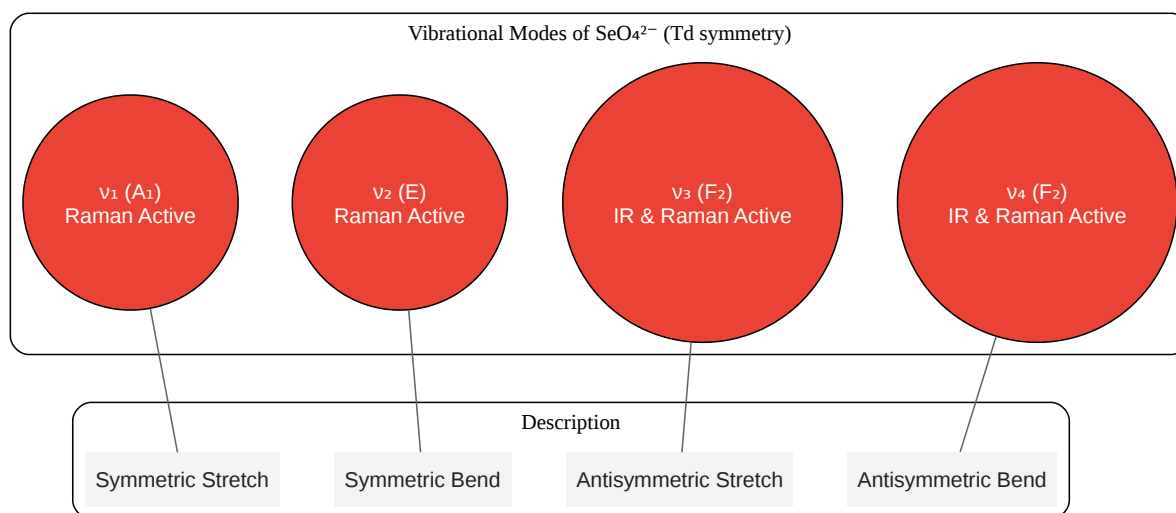 Vibrational Modes of SeO₄²⁻ (Td symmetry)
ν₁ (A₁)
Raman Active
ν₂ (E)
Raman Active
ν₃ (F₂)
IR & Raman Active
ν₄ (F₂)
IR & Raman Active
Description
Symmetric Stretch
Symmetric Bend
Antisymmetric Stretch
Antisymmetric Bend